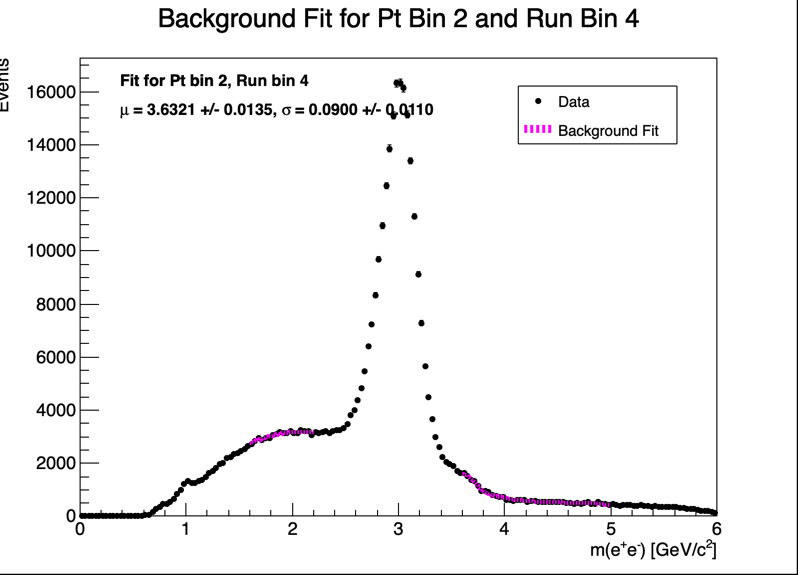 Background Fit for Pt Bin 2 and Run Bin 4
Events
Fit for Pt bin 2, Run bin 4
μ = 3.6321 +/- 0.0135, σ = 0.0900 +/- 0.0110
Data
Background Fit
16000
14000
12000
10000
8000
6000
4000
2000
0
0 1 2 3 4 5 6
m(e⁺e⁻) [GeV/c²]